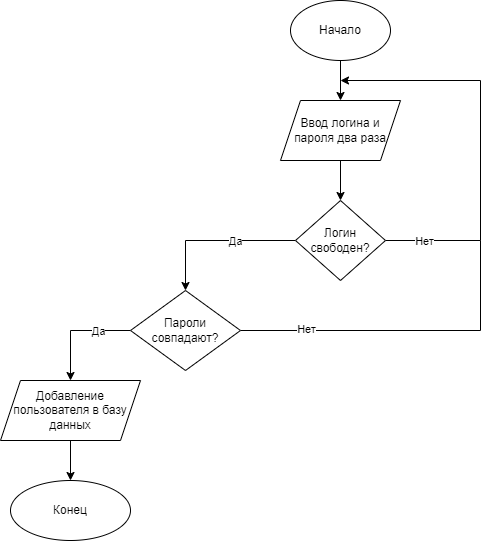 Начало
Ввод логина и
пароля два раза
Логин
свободен?
Да
Нет
Пароли
совпадают?
Да
Нет
Добавление
пользователя в базу
данных
Конец